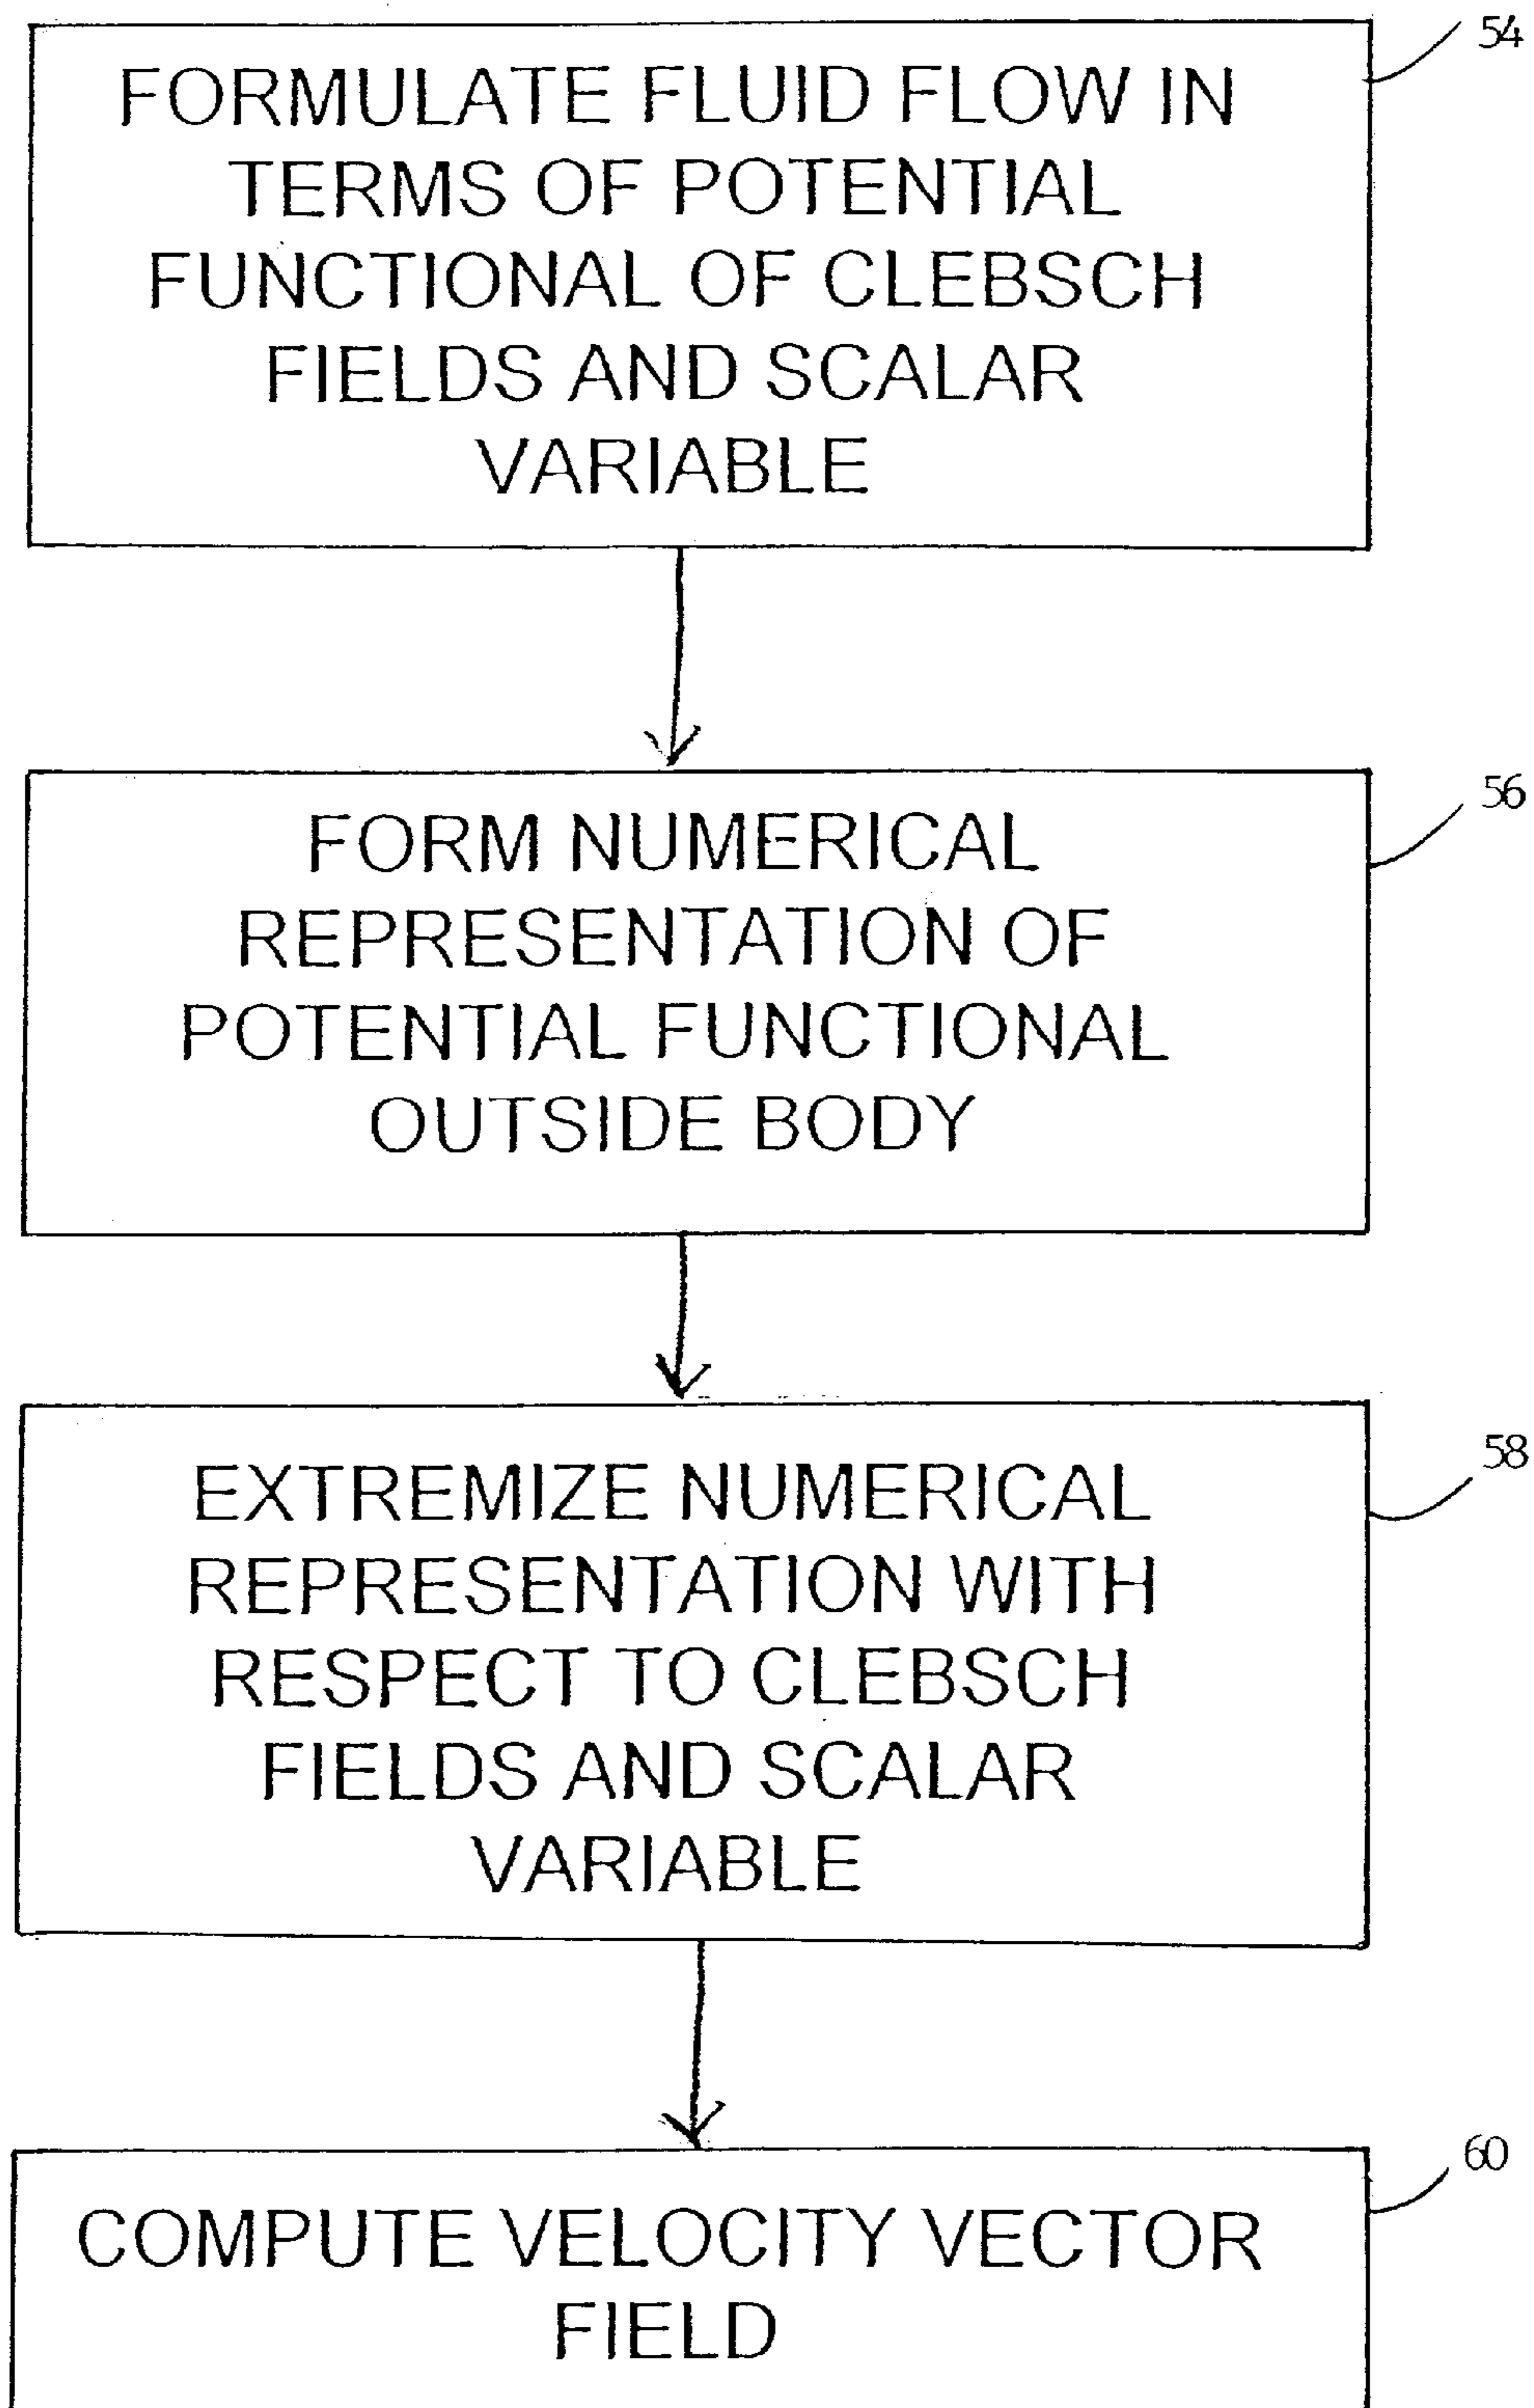 54
FORMULATE FLUID FLOW IN
TERMS OF POTENTIAL
FUNCTIONAL OF CLEBSCH
FIELDS AND SCALAR
VARIABLE
56
FORM NUMERICAL
REPRESENTATION OF
POTENTIAL FUNCTIONAL
OUTSIDE BODY
58
EXTREMIZE NUMERICAL
REPRESENTATION WITH
RESPECT TO CLEBSCH
FIELDS AND SCALAR
VARIABLE
60
COMPUTE VELOCITY VECTOR
FIELD